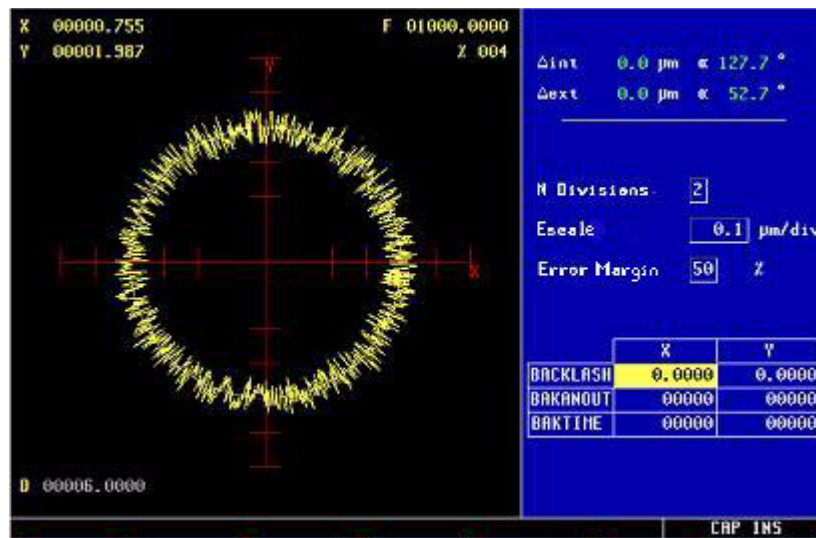 X 00000.755
F 01000.0000
Y 00001.987
% 004
Y
X
D 00006.0000
Δint 0.0 µm α 127.7 °
Δext 0.0 µm α 52.7 °
N Divisions 2
Escale 0.1 µm/div
Error Margin 50 %
X Y
BACKLASH 0.0000 0.0000
BAKANOUT 00000 00000
BAKTIME 00000 00000
CAP INS